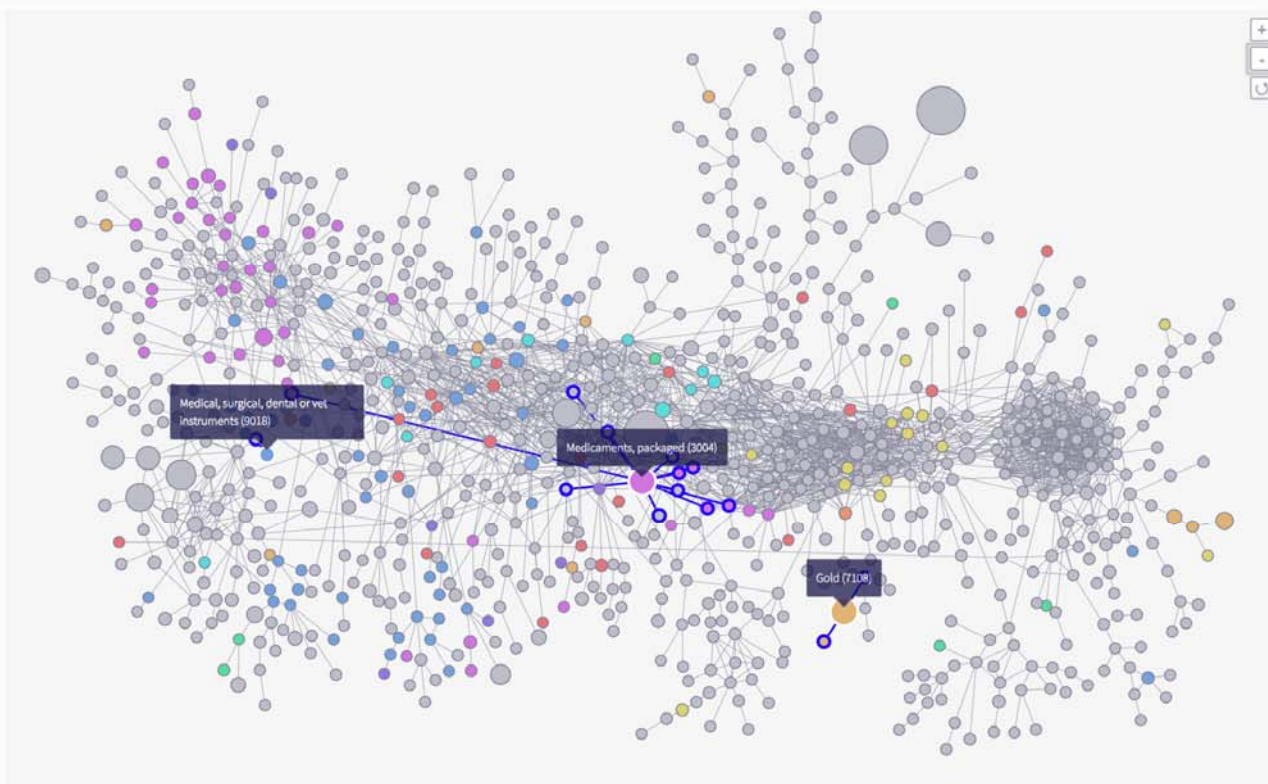 +
-
Medical, surgical, dental or vet
instruments (9018)
Medicaments, packaged (3004)
Gold (7108)